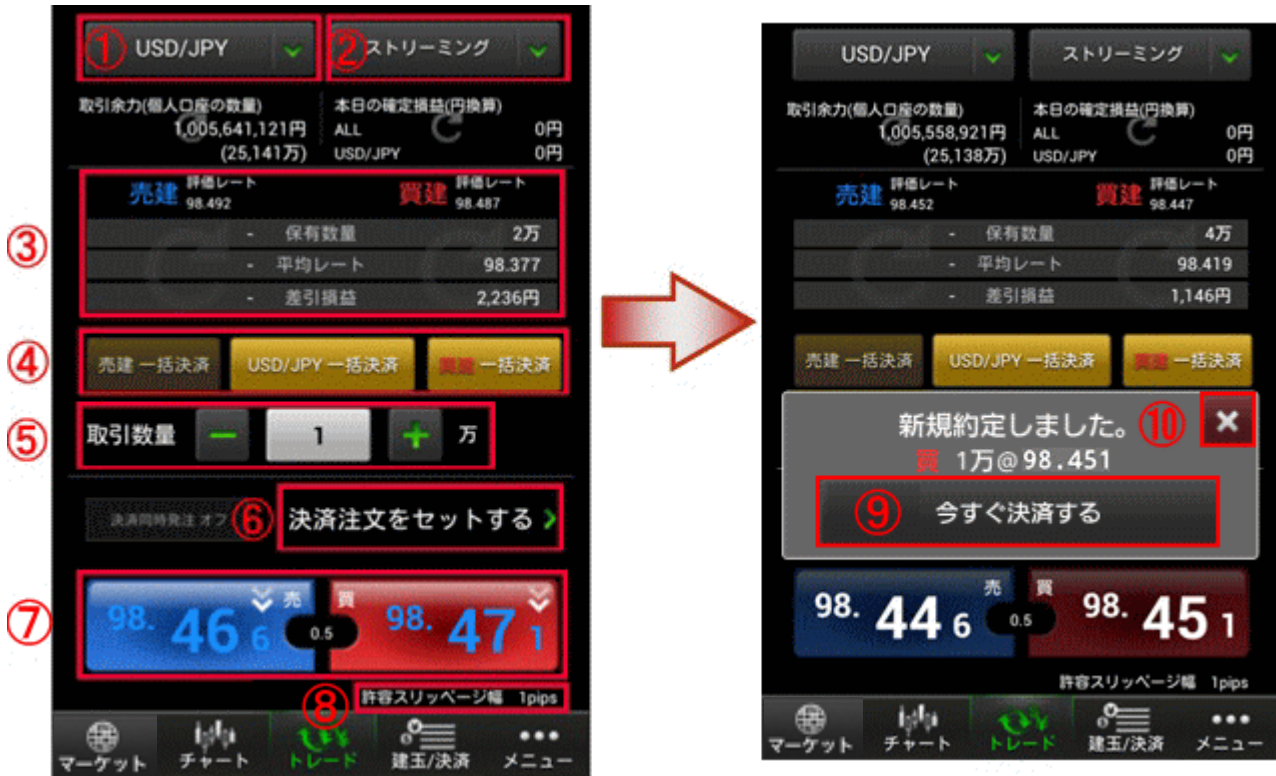 ① USD/JPY
② ストリーミング
取引余力(個人口座の数量)
1,005,641,121円
(25,141万)
本日の確定損益(円換算)
ALL 0円
USD/JPY 0円
③
売建 評価レート
98.492
買建 評価レート
98.487
- 保有数量 2万
- 平均レート 98.377
- 差引損益 2,236円
④
売建 一括決済
USD/JPY 一括決済
買建 一括決済
⑤
取引数量 − 1 + 万
決済同時発注 オフ
⑥ 決済注文をセットする
⑦
98. 46 6 売
0.5
買 98. 47 1
⑧ 許容スリッページ幅 1pips
マーケット
チャート
トレード
建玉/決済
メニュー
USD/JPY
ストリーミング
取引余力(個人口座の数量)
1,005,558,921円
(25,138万)
本日の確定損益(円換算)
ALL 0円
USD/JPY 0円
売建 評価レート
98.452
買建 評価レート
98.447
- 保有数量 4万
- 平均レート 98.419
- 差引損益 1,146円
売建 一括決済
USD/JPY 一括決済
買建 一括決済
新規約定しました。 ⑩ ×
買 1万@98.451
⑨ 今すぐ決済する
98. 44 6 売
0.5
買 98. 45 1
許容スリッページ幅 1pips
マーケット
チャート
トレード
建玉/決済
メニュー